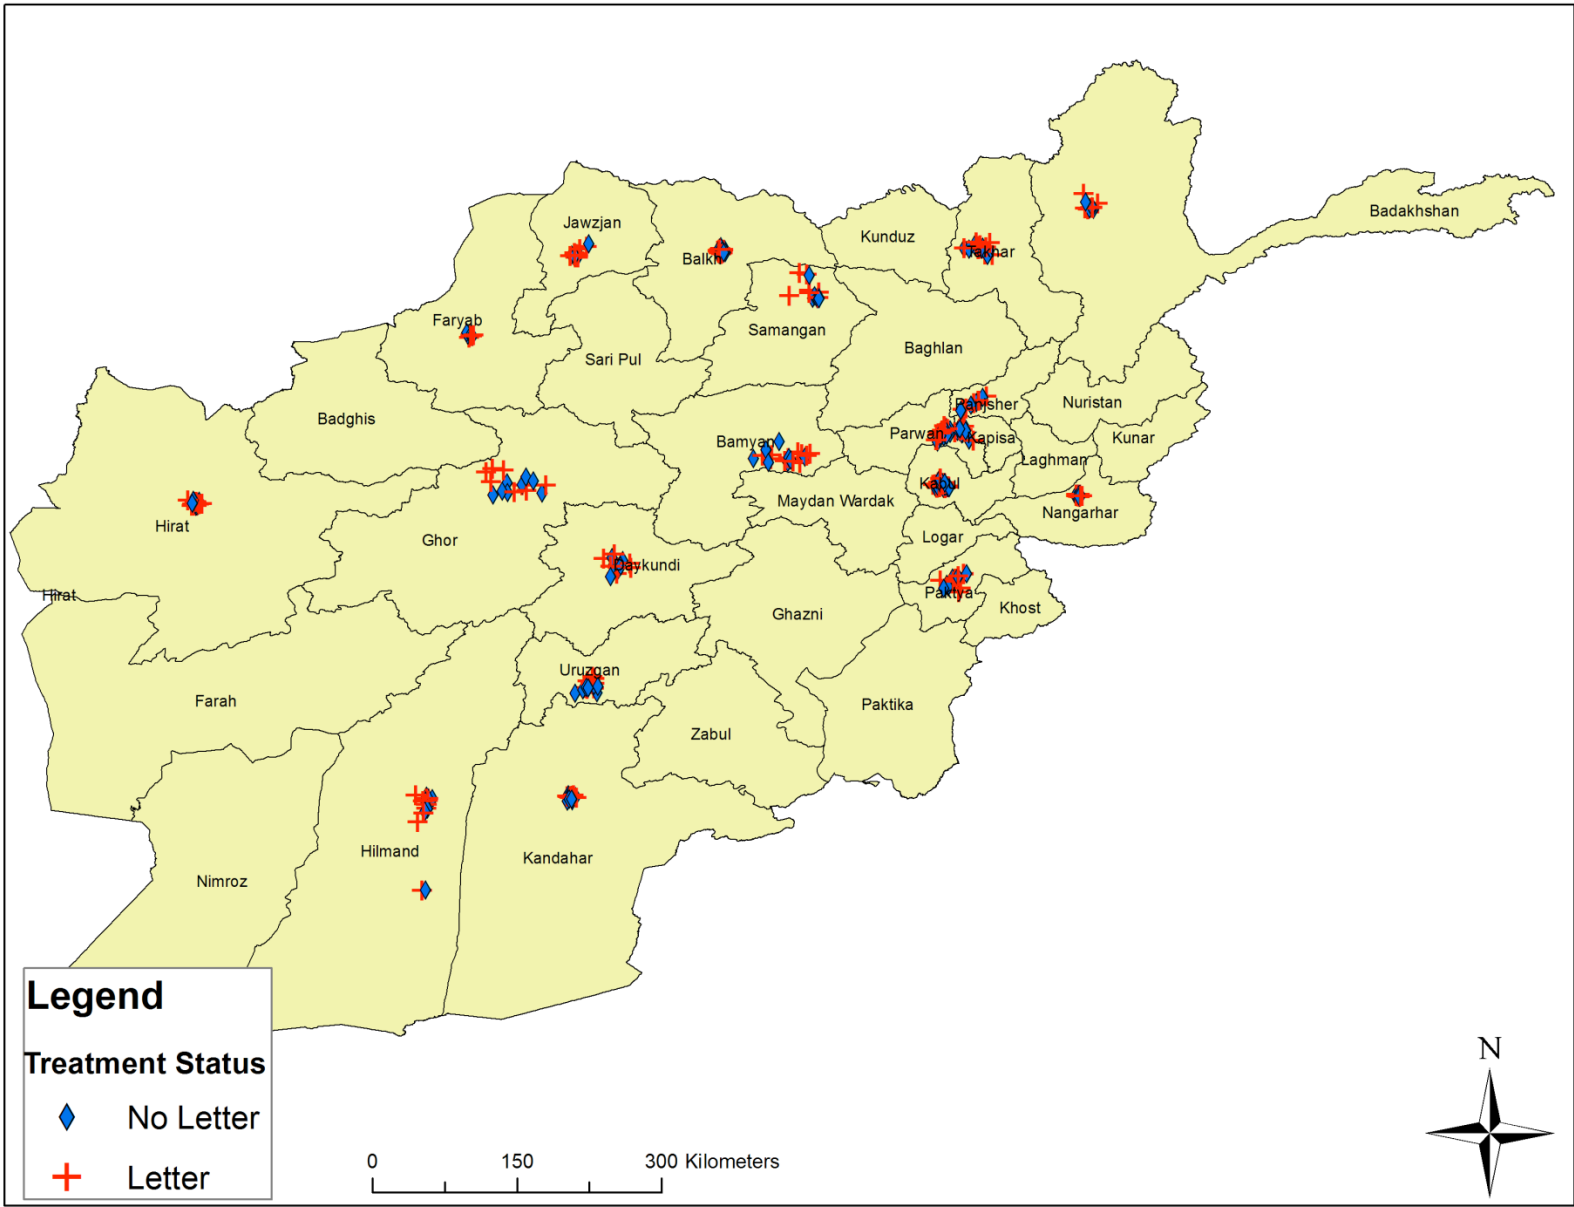 Badakhshan
Jawzjan
Kunduz
Takhar
Balkh
Faryab
Samangan
Baghlan
Sari Pul
Panjsher
Nuristan
Badghis
Parwan
Kapisa
Kunar
Bamyan
Laghman
Kabul
Maydan Wardak
Nangarhar
Hirat
Ghor
Logar
Daykundi
Hirat
Paktya
Khost
Ghazni
Uruzgan
Farah
Paktika
Zabul
Hilmand
Kandahar
Nimroz
Legend
Treatment Status
No Letter
Letter
0 150 300 Kilometers
N